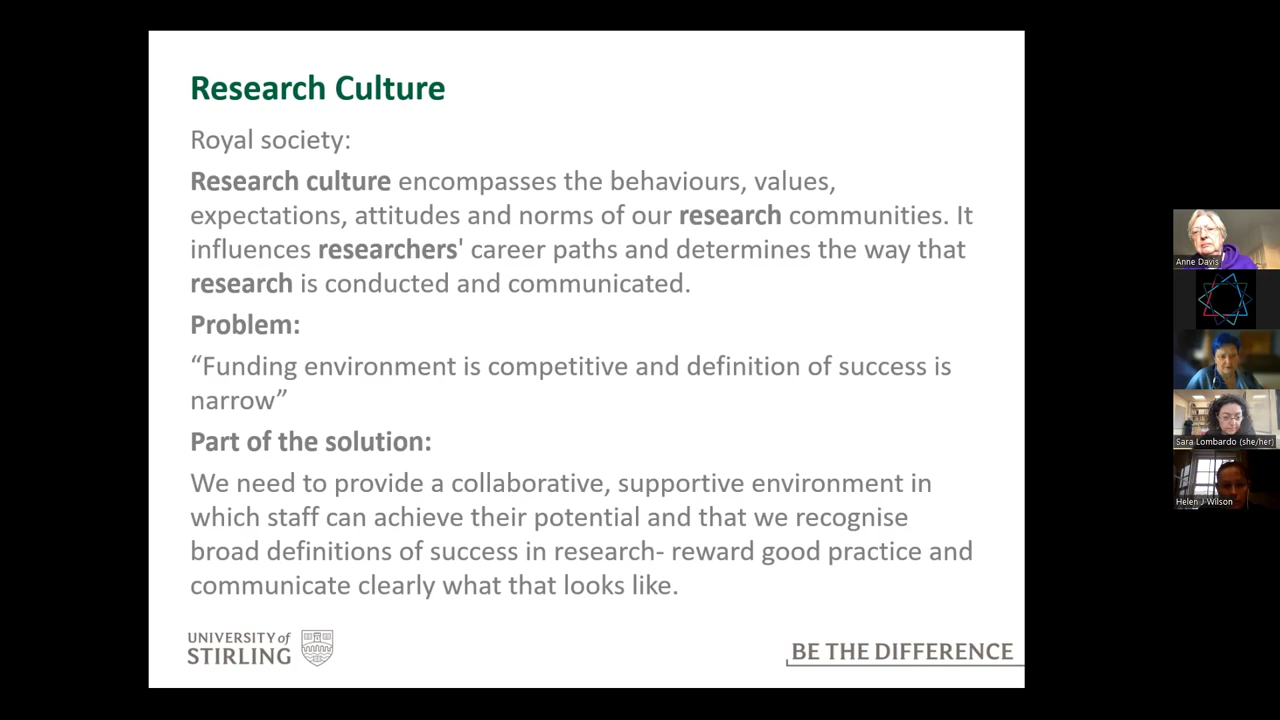 Research Culture
Royal society:
Research culture encompasses the behaviours, values,
expectations, attitudes and norms of our research communities. It
influences researchers' career paths and determines the way that
research is conducted and communicated.
Problem:
“Funding environment is competitive and definition of success is
narrow”
Part of the solution:
We need to provide a collaborative, supportive environment in
which staff can achieve their potential and that we recognise
broad definitions of success in research- reward good practice and
communicate clearly what that looks like.
UNIVERSITY of
STIRLING
BE THE DIFFERENCE
Anne Davis
Sara Lombardo (she/her)
Helen J Wilson